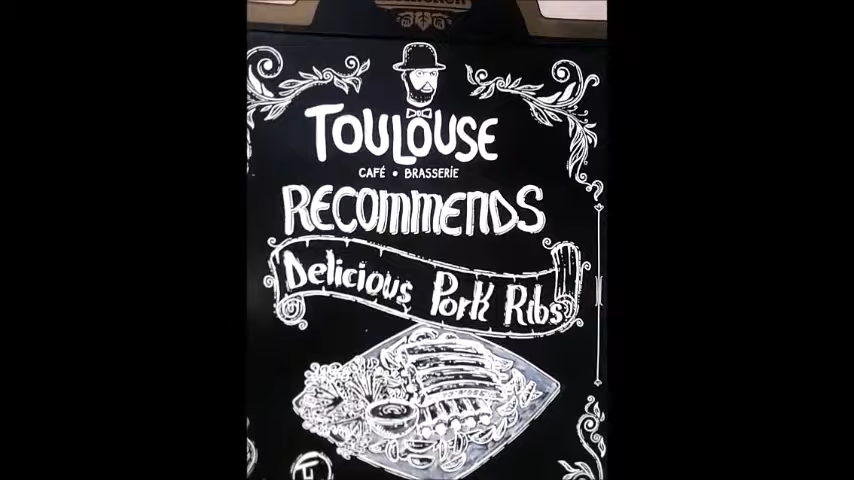 TOULOUSE
CAFÉ • BRASSERIE
RECOMMENDS
Delicious Pork Ribs